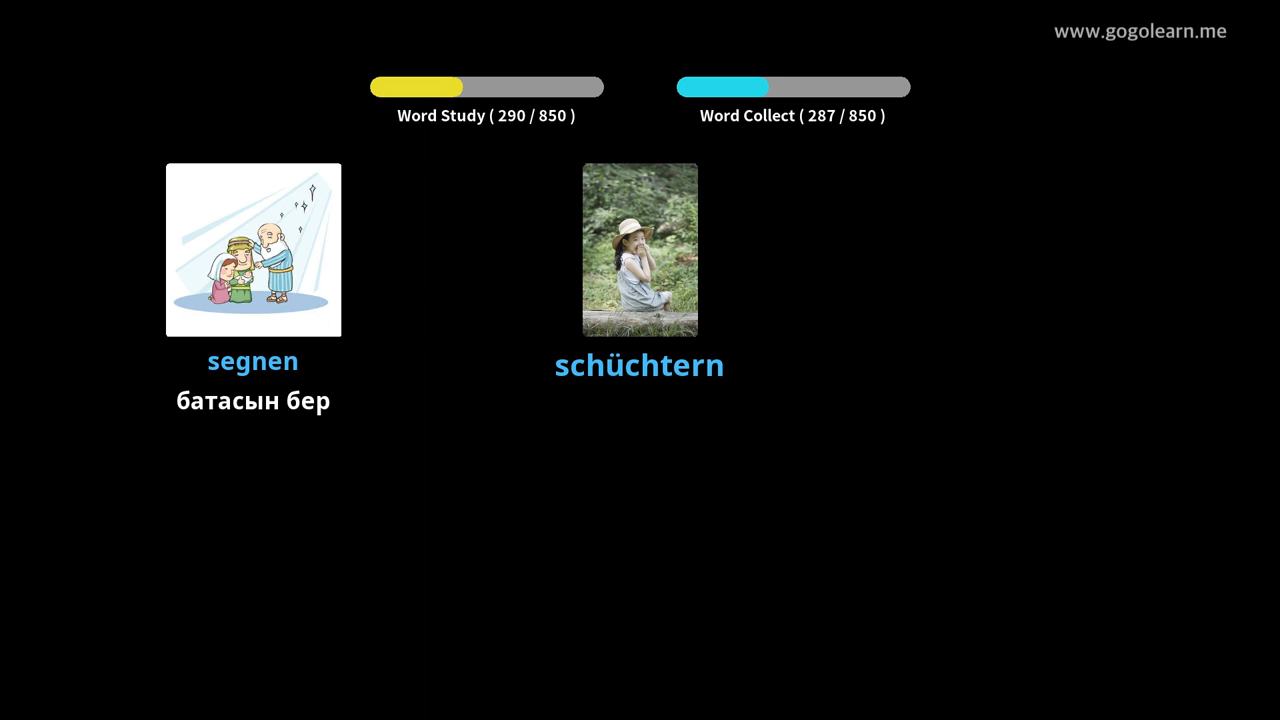 www.gogolearn.me
Word Study ( 290 / 850 )
Word Collect ( 287 / 850 )
segnen
батасын бер
schüchtern